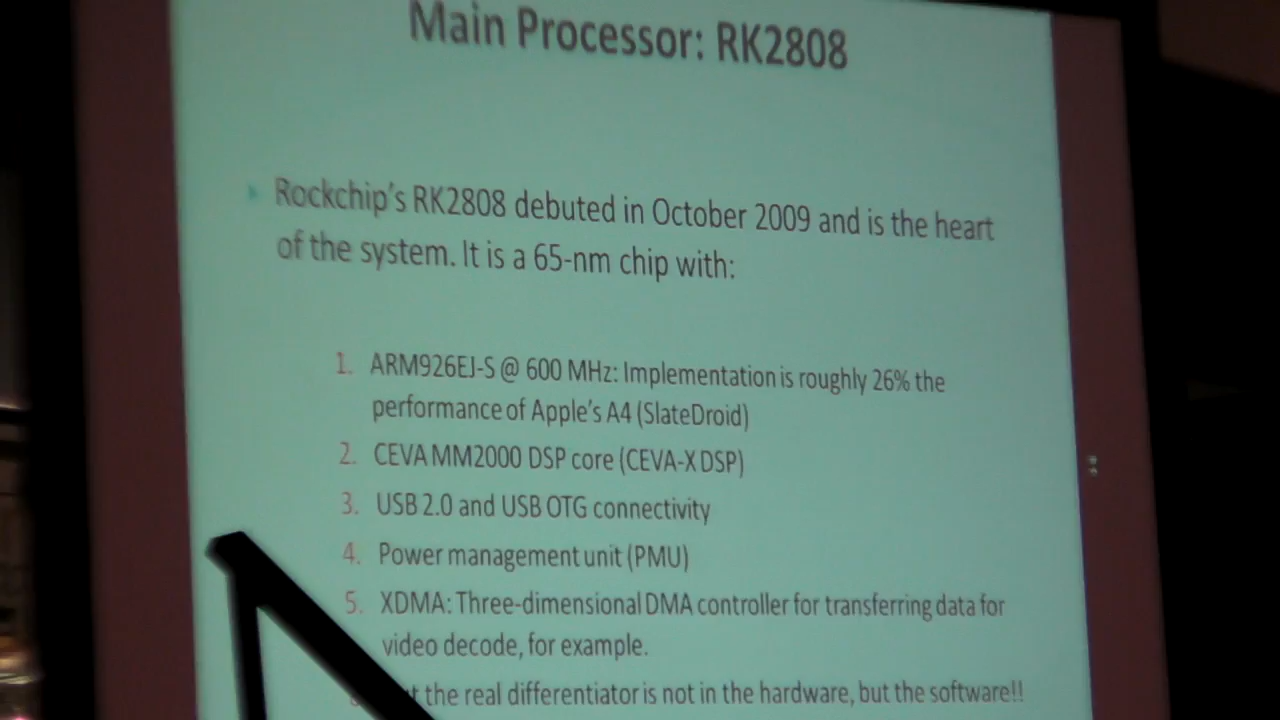 Main Processor: RK2808
Rockchip's RK2808 debuted in October 2009 and is the heart
of the system. It is a 65-nm chip with:
1. ARM926EJ-S @ 600 MHz: Implementation is roughly 26% the
performance of Apple's A4 (SlateDroid)
2. CEVA MM2000 DSP core (CEVA-X DSP)
3. USB 2.0 and USB OTG connectivity
4. Power management unit (PMU)
5. XDMA: Three-dimensional DMA controller for transferring data for
video decode, for example.
the real differentiator is not in the hardware, but the software!!